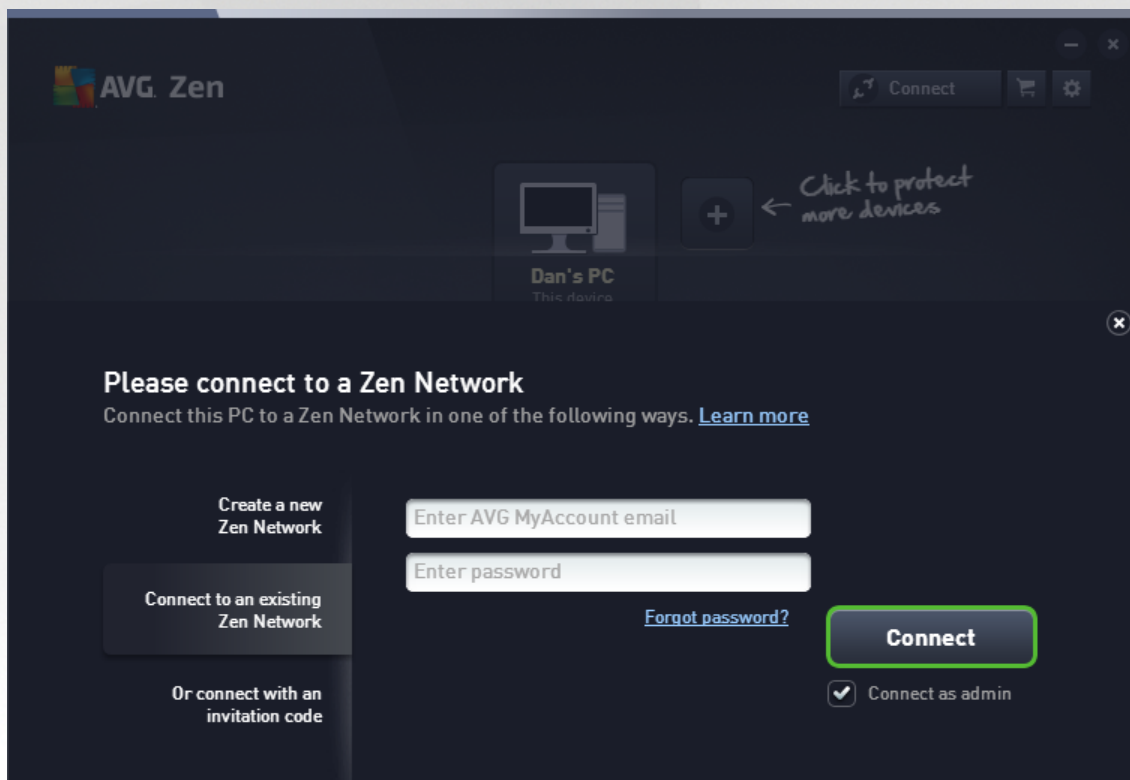 AVG. Zen
Connect
Click to protect
more devices
Dan's PC
This device
Please connect to a Zen Network
Connect this PC to a Zen Network in one of the following ways. Learn more
Create a new
Zen Network
Enter AVG MyAccount email
Enter password
Connect to an existing
Zen Network
Forgot password?
Connect
Connect as admin
Or connect with an
invitation code